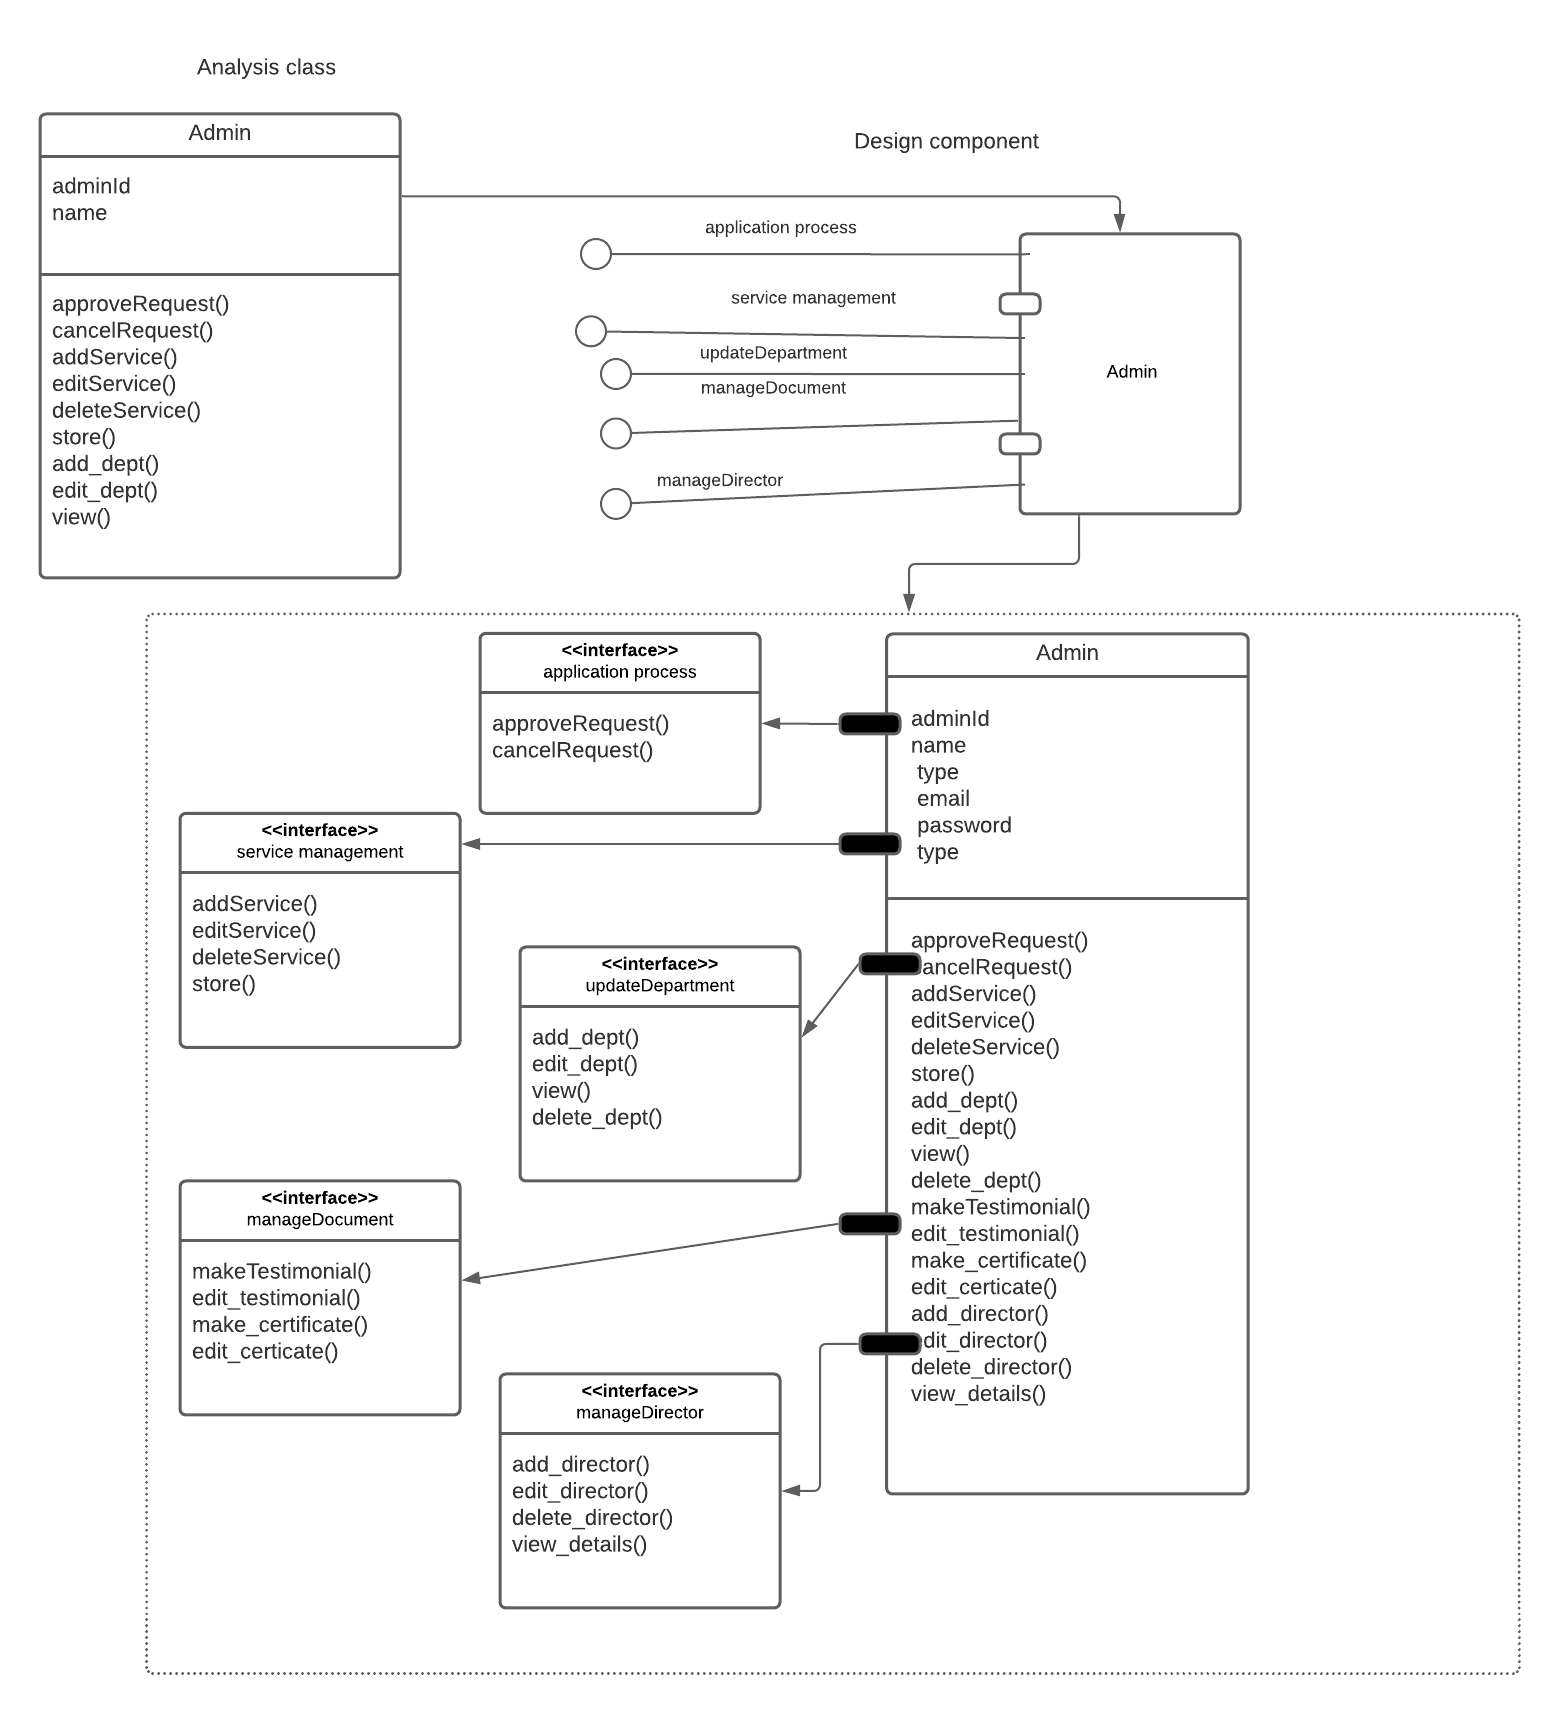 Analysis class
Admin
adminId
name
approveRequest()
cancelRequest()
addService()
editService()
deleteService()
store()
add_dept()
edit_dept()
view()
Design component
application process
service management
updateDepartment
manageDocument
manageDirector
Admin
<<interface>>
application process
approveRequest()
cancelRequest()
<<interface>>
service management
addService()
editService()
deleteService()
store()
<<interface>>
updateDepartment
add_dept()
edit_dept()
view()
delete_dept()
<<interface>>
manageDocument
makeTestimonial()
edit_testimonial()
make_certificate()
edit_certicate()
<<interface>>
manageDirector
add_director()
edit_director()
delete_director()
view_details()
Admin
adminId
name
type
email
password
type
approveRequest()
ancelRequest()
addService()
editService()
deleteService()
store()
add_dept()
edit_dept()
view()
delete_dept()
makeTestimonial()
edit_testimonial()
make_certificate()
edit_certicate()
add_director()
dit_director()
delete_director()
view_details()